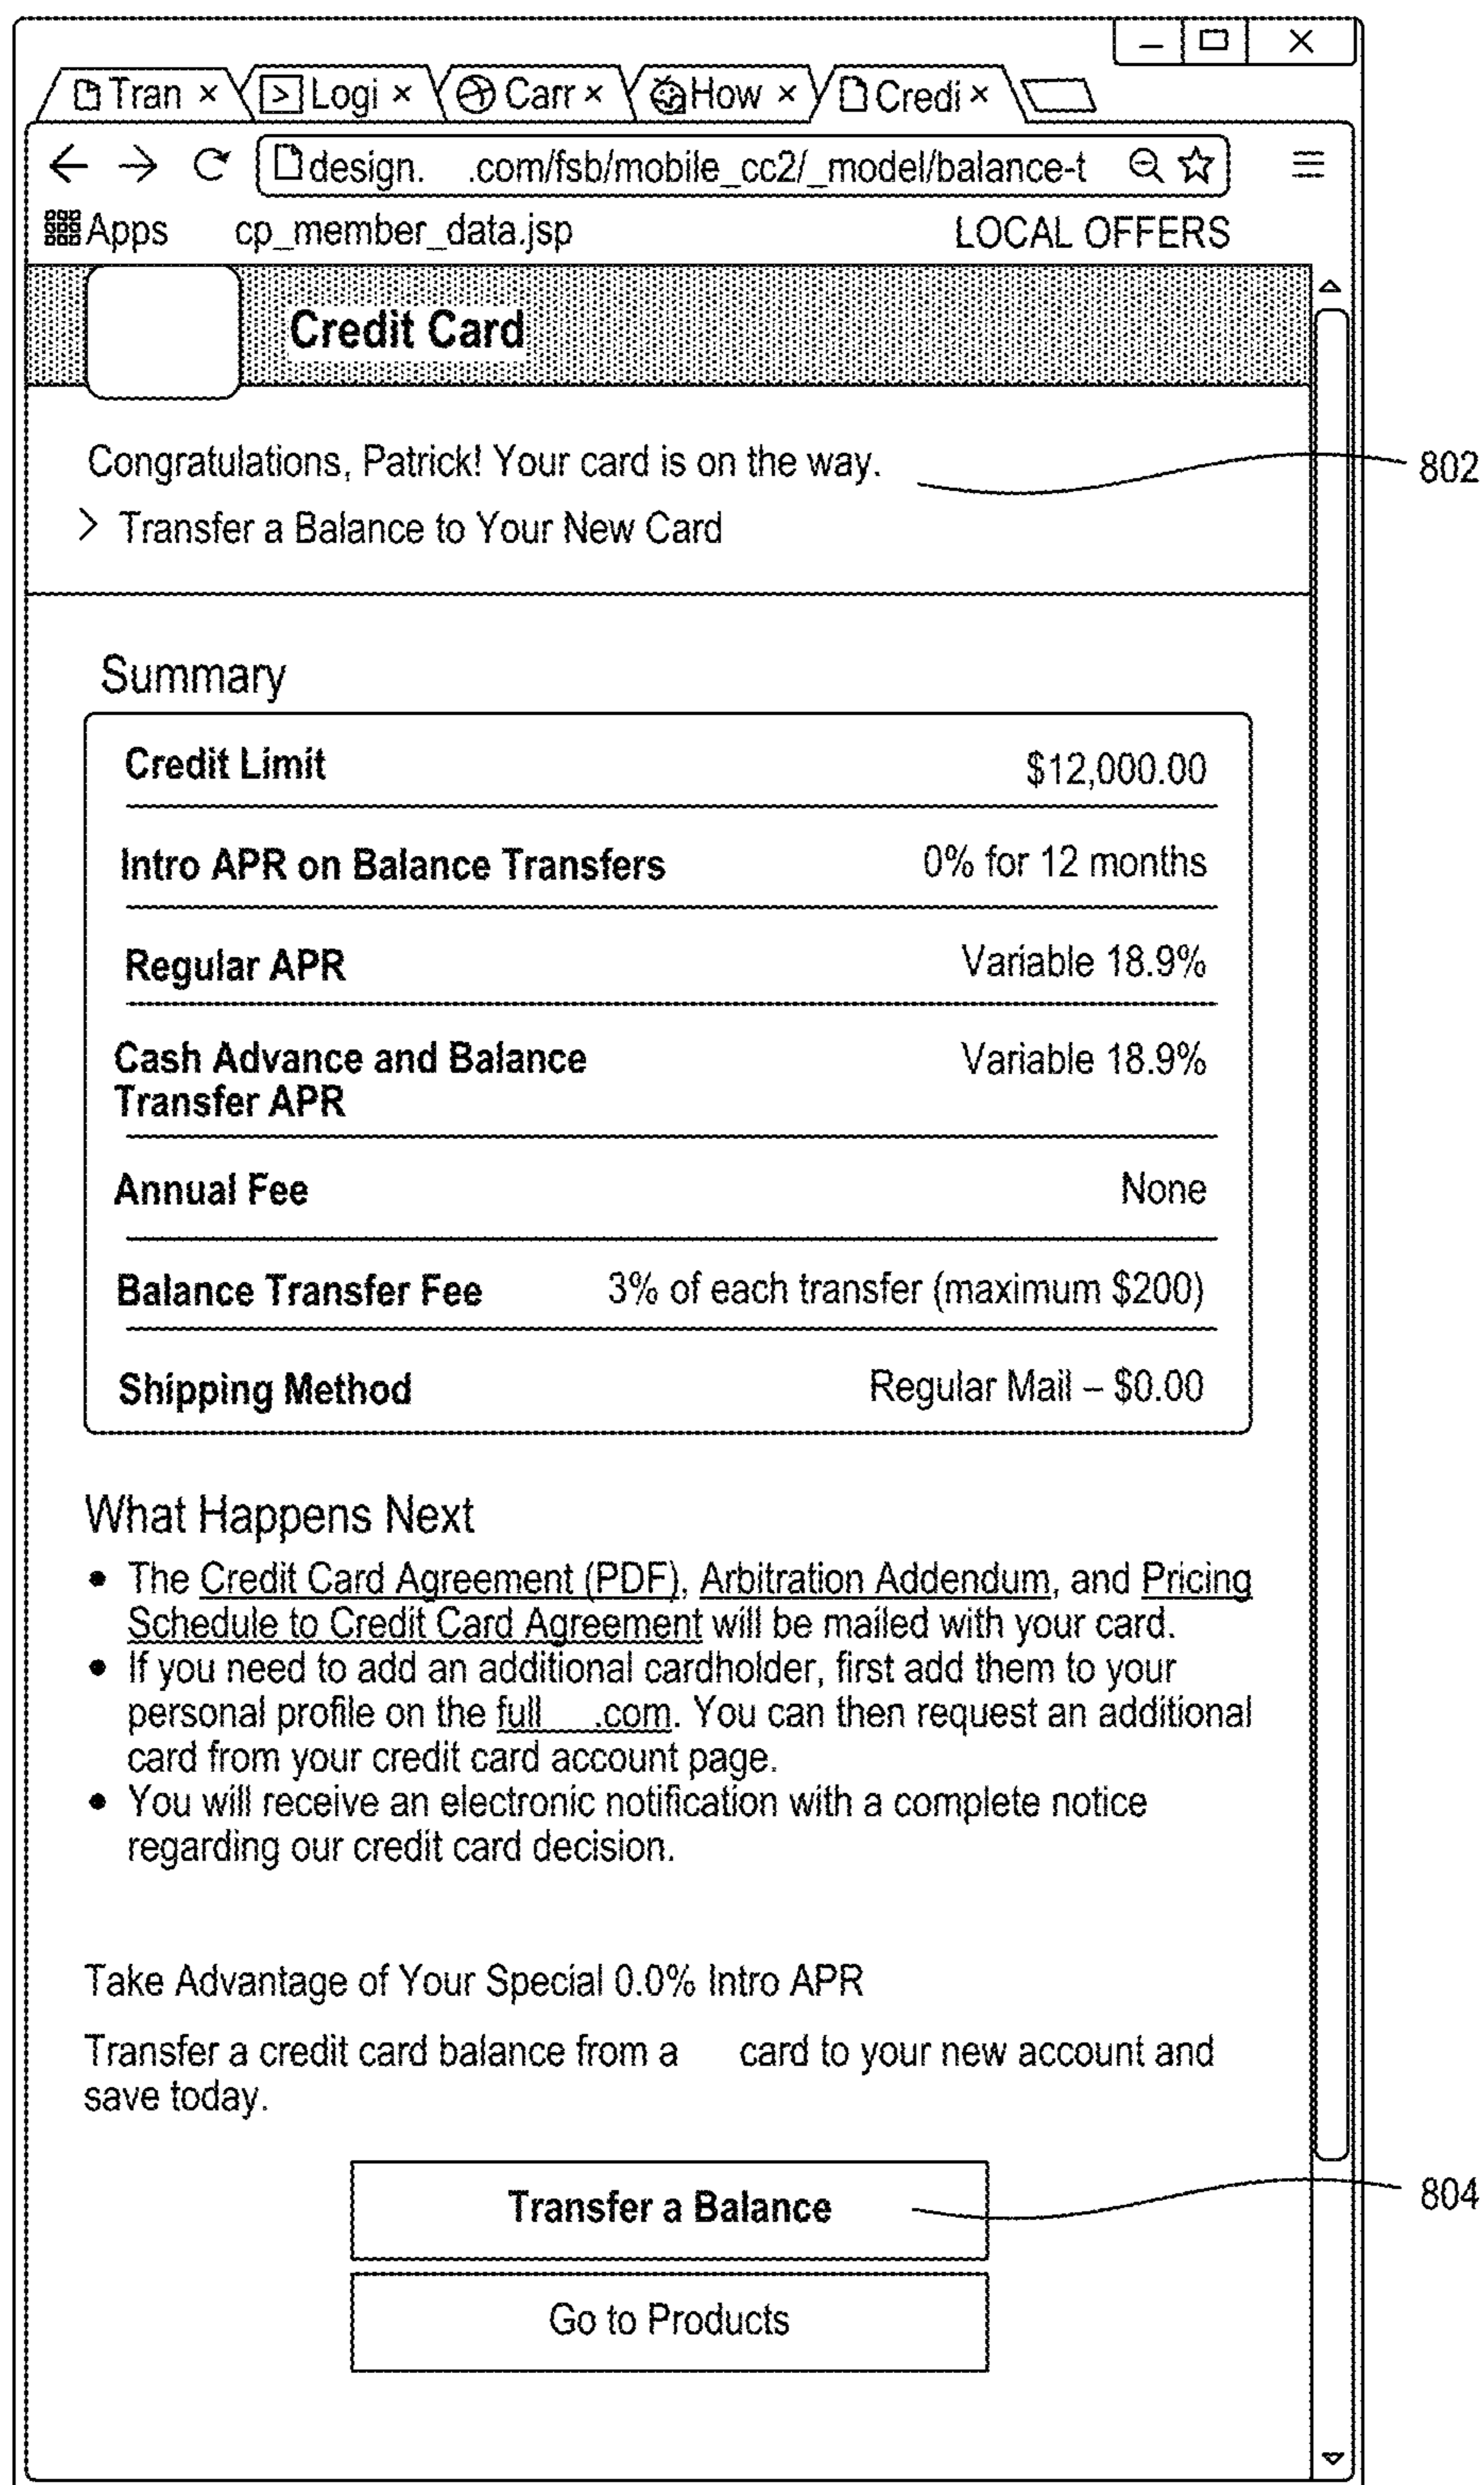 Tran × Logi × Carr × How × Credi ×
design. .com/fsb/mobile_cc2/_model/balance-t
Apps cp_member_data.jsp LOCAL OFFERS
Credit Card
Congratulations, Patrick! Your card is on the way.
802
> Transfer a Balance to Your New Card
Summary
Credit Limit $12,000.00
Intro APR on Balance Transfers 0% for 12 months
Regular APR Variable 18.9%
Cash Advance and Balance Variable 18.9%
Transfer APR
Annual Fee None
Balance Transfer Fee 3% of each transfer (maximum $200)
Shipping Method Regular Mail – $0.00
What Happens Next
• The Credit Card Agreement (PDF), Arbitration Addendum, and Pricing
Schedule to Credit Card Agreement will be mailed with your card.
• If you need to add an additional cardholder, first add them to your
personal profile on the full .com. You can then request an additional
card from your credit card account page.
• You will receive an electronic notification with a complete notice
regarding our credit card decision.
Take Advantage of Your Special 0.0% Intro APR
Transfer a credit card balance from a card to your new account and
save today.
Transfer a Balance
804
Go to Products